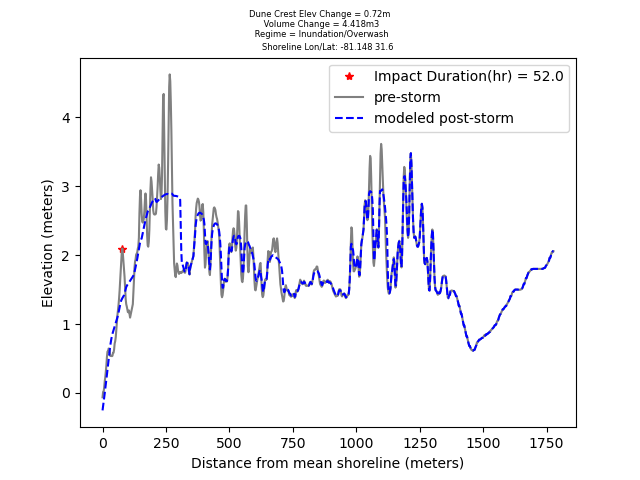 Dune Crest Elev Change = 0.72m
Volume Change = 4.418m3
Regime = Inundation/Overwash
Shoreline Lon/Lat: -81.148 31.6
Impact Duration(hr) = 52.0
pre-storm
modeled post-storm
Elevation (meters)
4
3
2
1
0
0 250 500 750 1000 1250 1500 1750
Distance from mean shoreline (meters)